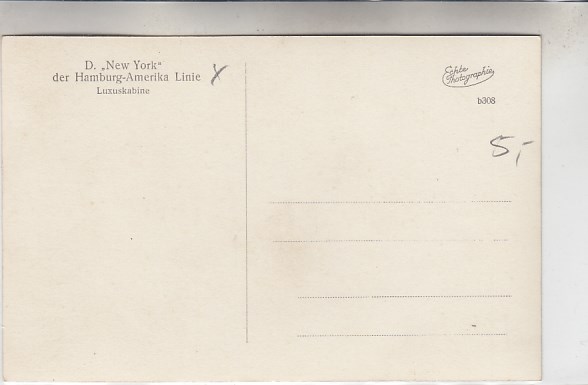 D. „New York“
der Hamburg-Amerika Linie X
Luxuskabine
Echte
Photographie
b308
5,-